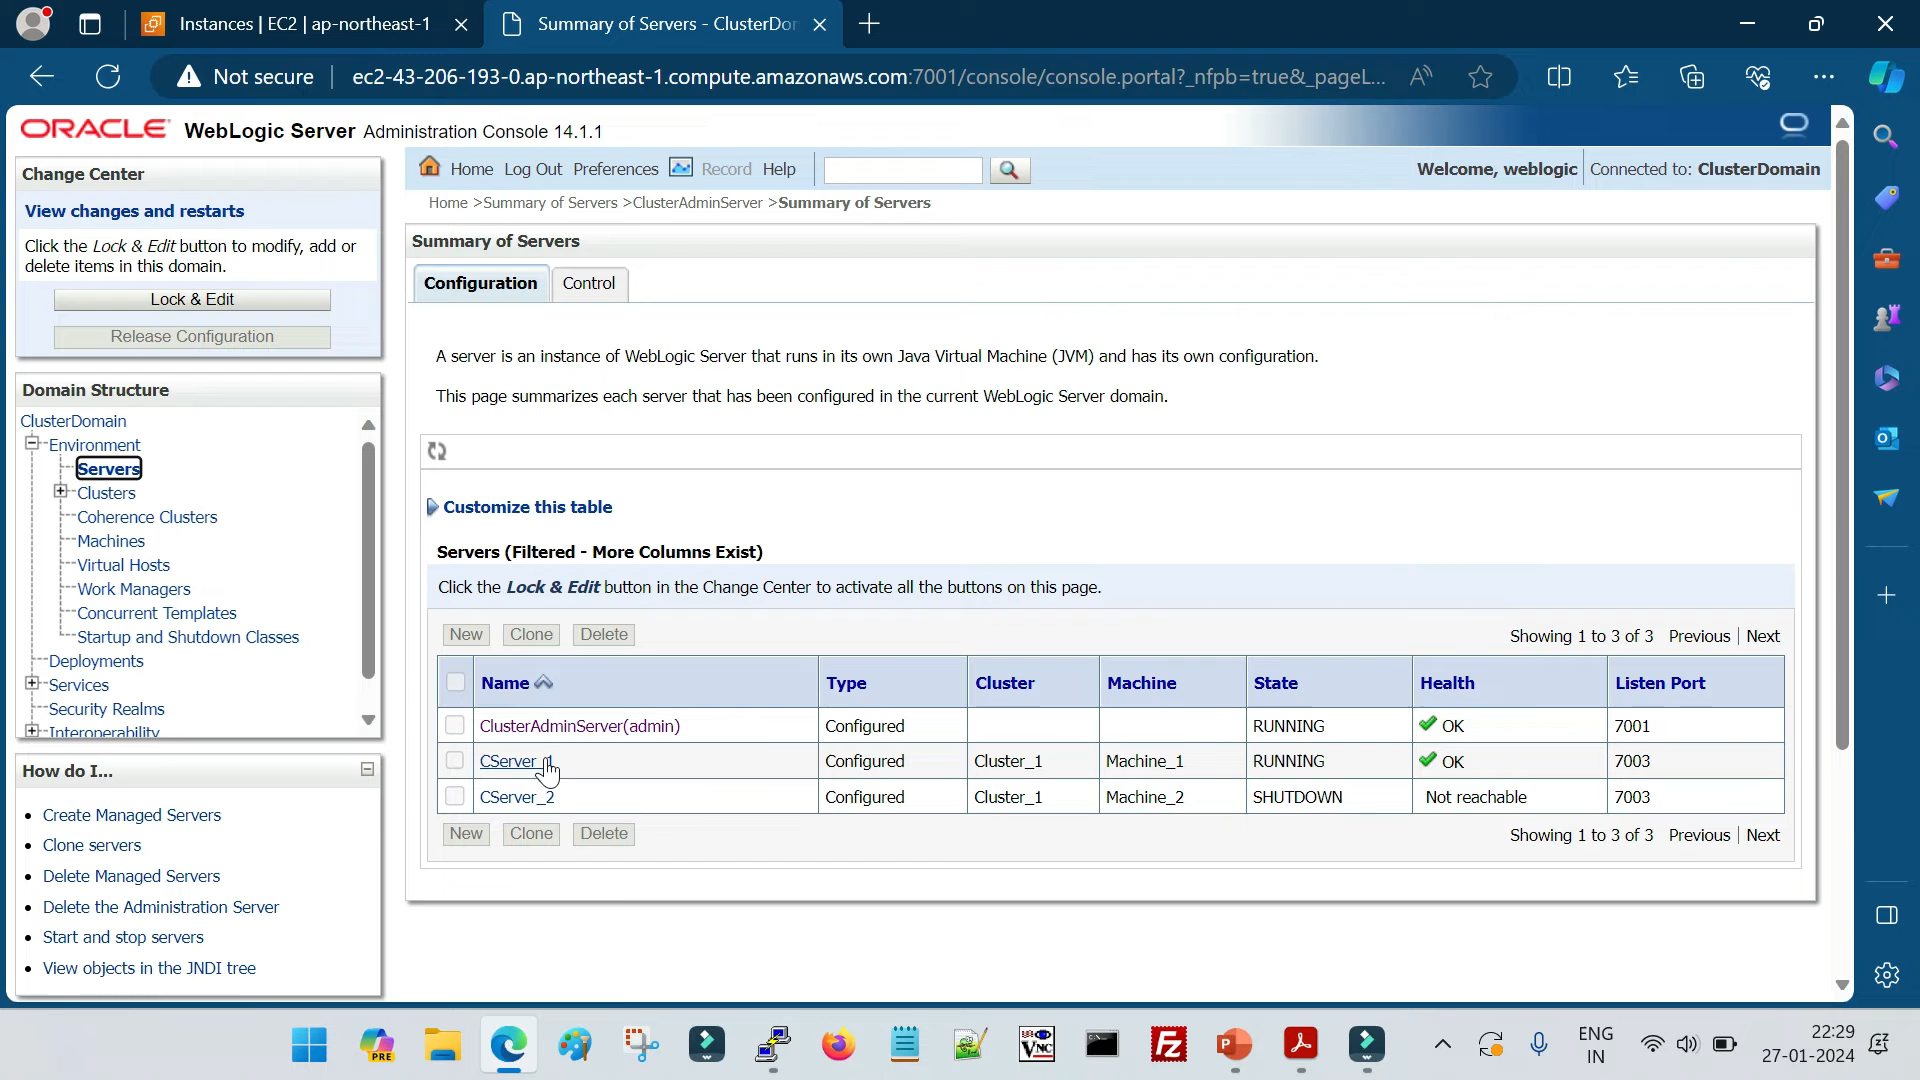 Instances | EC2 | ap-northeast-1
Summary of Servers - ClusterDon
Not secure
ec2-43-206-193-0.ap-northeast-1.compute.amazonaws.com:7001/console/console.portal?_nfpb=true&_pageL...
ORACLE WebLogic Server Administration Console 14.1.1
Change Center
View changes and restarts
Click the Lock & Edit button to modify, add or
delete items in this domain.
Lock & Edit
Release Configuration
Domain Structure
ClusterDomain
Environment
Servers
Clusters
Coherence Clusters
Machines
Virtual Hosts
Work Managers
Concurrent Templates
Startup and Shutdown Classes
Deployments
Services
Security Realms
Interoperability
How do I...
Create Managed Servers
Clone servers
Delete Managed Servers
Delete the Administration Server
Start and stop servers
View objects in the JNDI tree
Home Log Out Preferences Record Help
Welcome, weblogic Connected to: ClusterDomain
Home >Summary of Servers >ClusterAdminServer >Summary of Servers
Summary of Servers
Configuration Control
A server is an instance of WebLogic Server that runs in its own Java Virtual Machine (JVM) and has its own configuration.
This page summarizes each server that has been configured in the current WebLogic Server domain.
Customize this table
Servers (Filtered - More Columns Exist)
Click the Lock & Edit button in the Change Center to activate all the buttons on this page.
New Clone Delete Showing 1 to 3 of 3 Previous | Next
Name Type Cluster Machine State Health Listen Port
ClusterAdminServer(admin) Configured RUNNING OK 7001
CServer_1 Configured Cluster_1 Machine_1 RUNNING OK 7003
CServer_2 Configured Cluster_1 Machine_2 SHUTDOWN Not reachable 7003
New Clone Delete Showing 1 to 3 of 3 Previous | Next
PRE
VNC
ENG
IN
22:29
27-01-2024